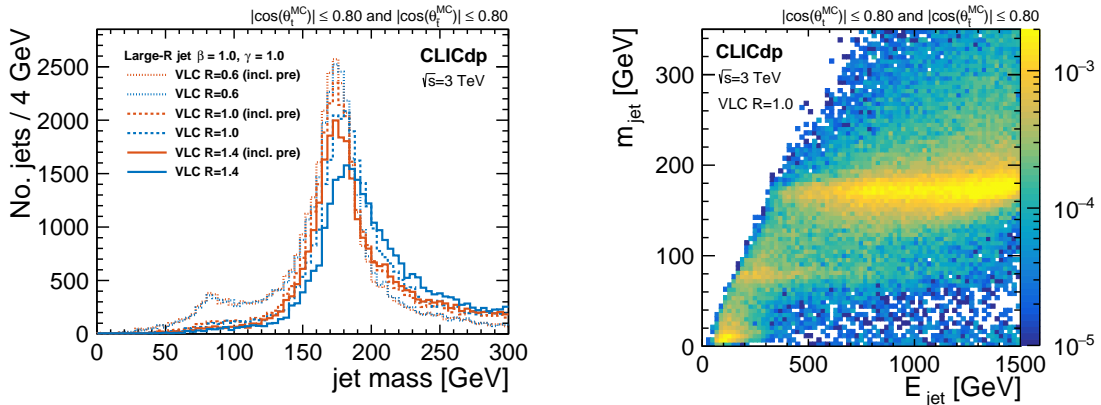 |cos(θ_t^MC)| ≤ 0.80 and |cos(θ_t̄^MC)| ≤ 0.80
No. jets / 4 GeV
2500
2000
1500
1000
500
0
Large-R jet β = 1.0, γ = 1.0
VLC R=0.6 (incl. pre)
VLC R=0.6
VLC R=1.0 (incl. pre)
VLC R=1.0
VLC R=1.4 (incl. pre)
VLC R=1.4
CLICdp
√s=3 TeV
0 50 100 150 200 250 300
jet mass [GeV]
|cos(θ_t^MC)| ≤ 0.80 and |cos(θ_t̄^MC)| ≤ 0.80
m_jet [GeV]
300
200
100
0
CLICdp
√s=3 TeV
VLC R=1.0
0 500 1000 1500
E_jet [GeV]
10^−3
10^−4
10^−5